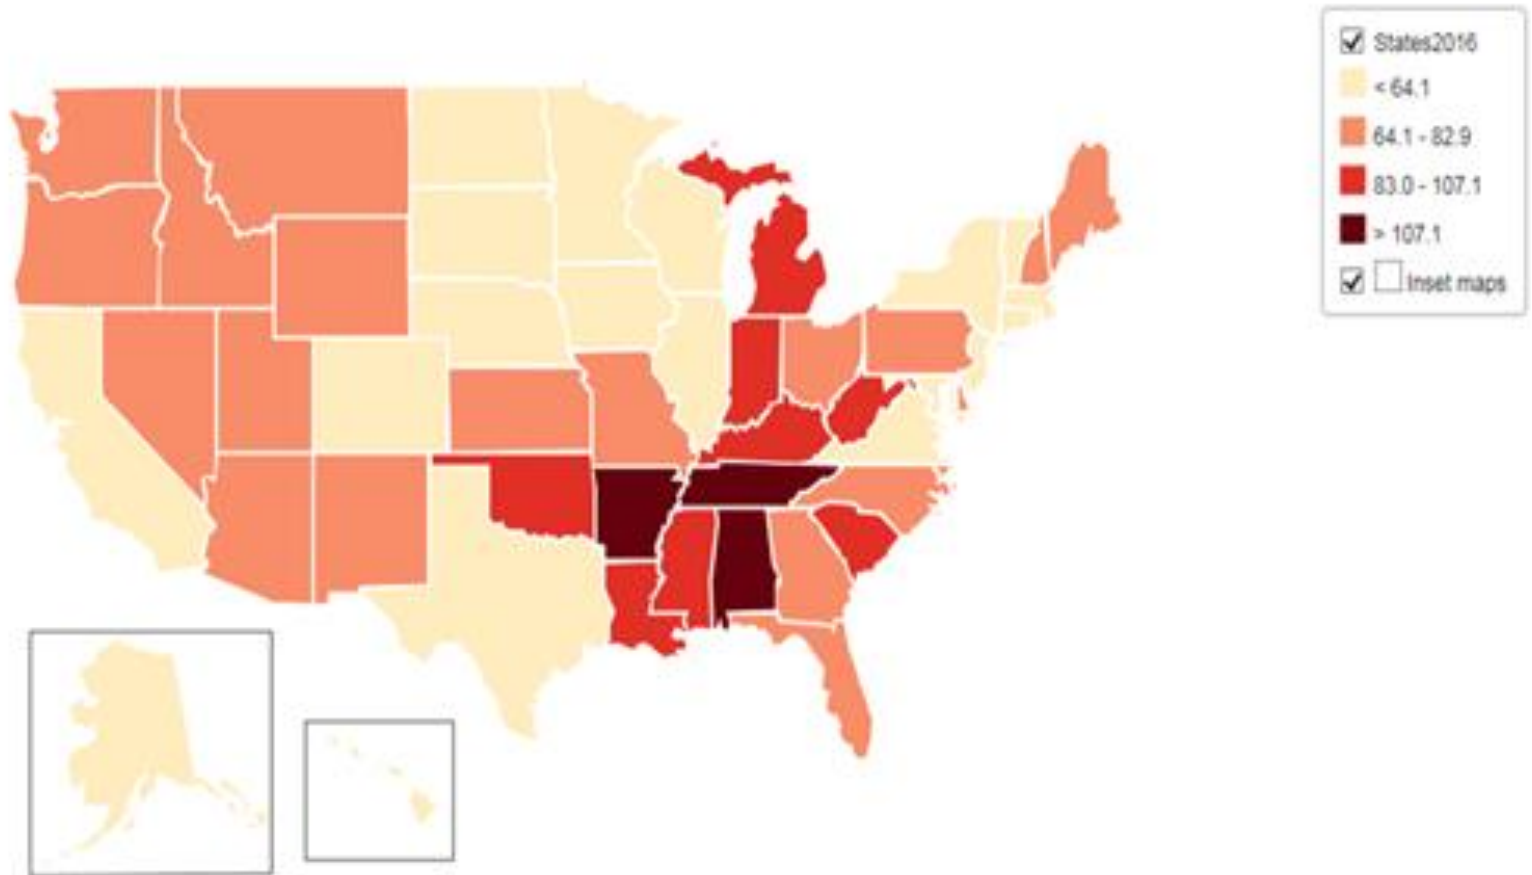 States2016
< 64.1
64.1 - 82.9
83.0 - 107.1
> 107.1
Inset maps